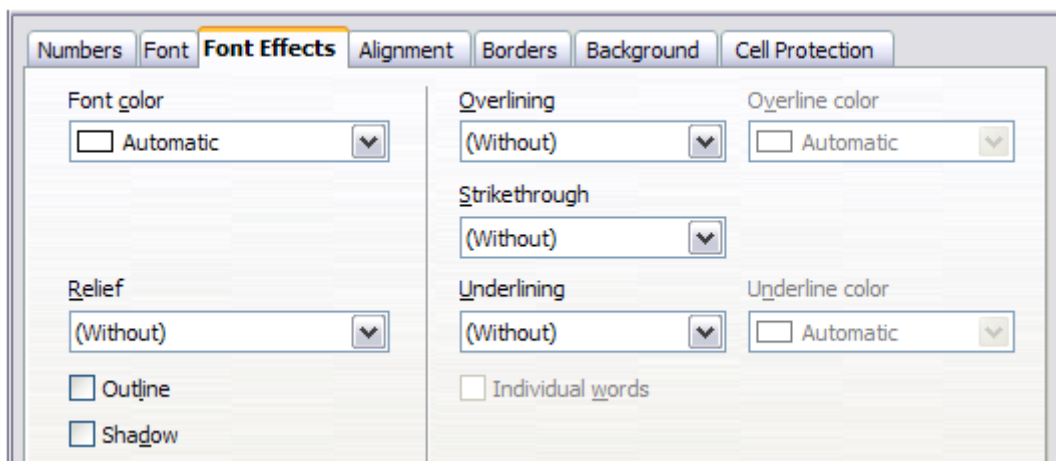 Numbers Font Font Effects Alignment Borders Background Cell Protection
Font color
Automatic
Relief
(Without)
Outline
Shadow
Overlining Overline color
(Without) Automatic
Strikethrough
(Without)
Underlining Underline color
(Without) Automatic
Individual words